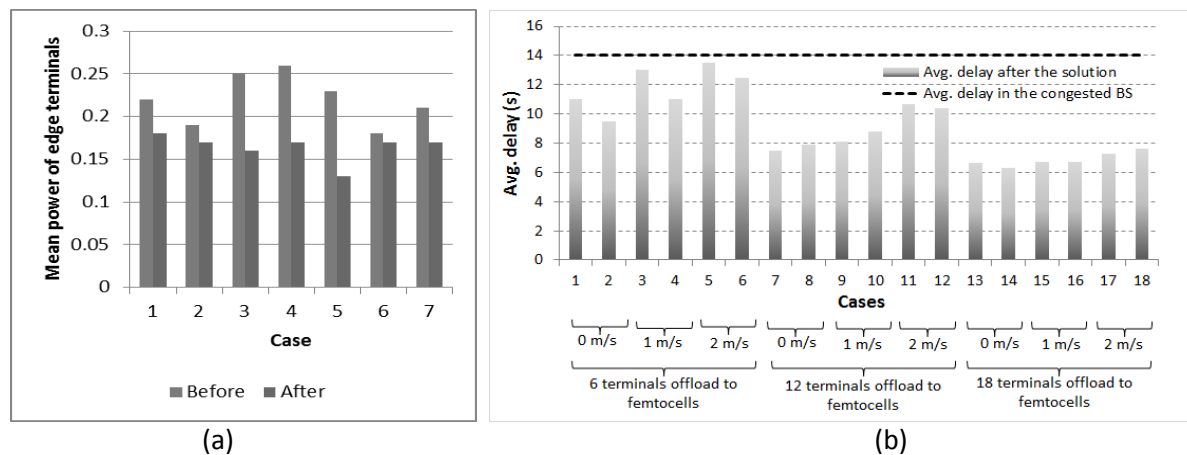 0.3
0.25
0.2
0.15
0.1
0.05
0
Mean power of edge terminals
1 2 3 4 5 6 7
Case
Before After
(a)
16
14
12
10
8
6
4
2
0
Avg. delay (s)
Avg. delay after the solution
Avg. delay in the congested BS
1 2 3 4 5 6 7 8 9 10 11 12 13 14 15 16 17 18
Cases
0 m/s 1 m/s 2 m/s 0 m/s 1 m/s 2 m/s 0 m/s 1 m/s 2 m/s
6 terminals offload to
femtocells
12 terminals offload to
femtocells
18 terminals offload to
femtocells
(b)